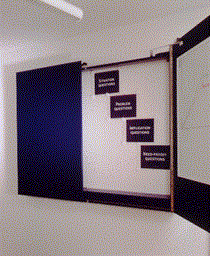 SITUATION
QUESTIONS
PROBLEM
QUESTIONS
IMPLICATION
QUESTIONS
NEED-PAYOFF
QUESTIONS